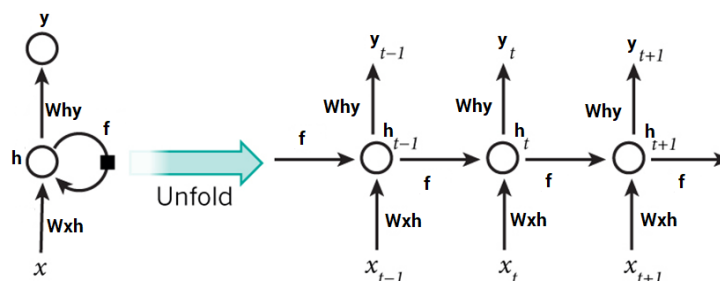 y
y t−1
y t
y t+1
Why
f
Why
Why
Why
h
f
h t−1
h t
h t+1
f
f
f
Unfold
Wxh
Wxh
Wxh
Wxh
x
x t−1
x t
x t+1